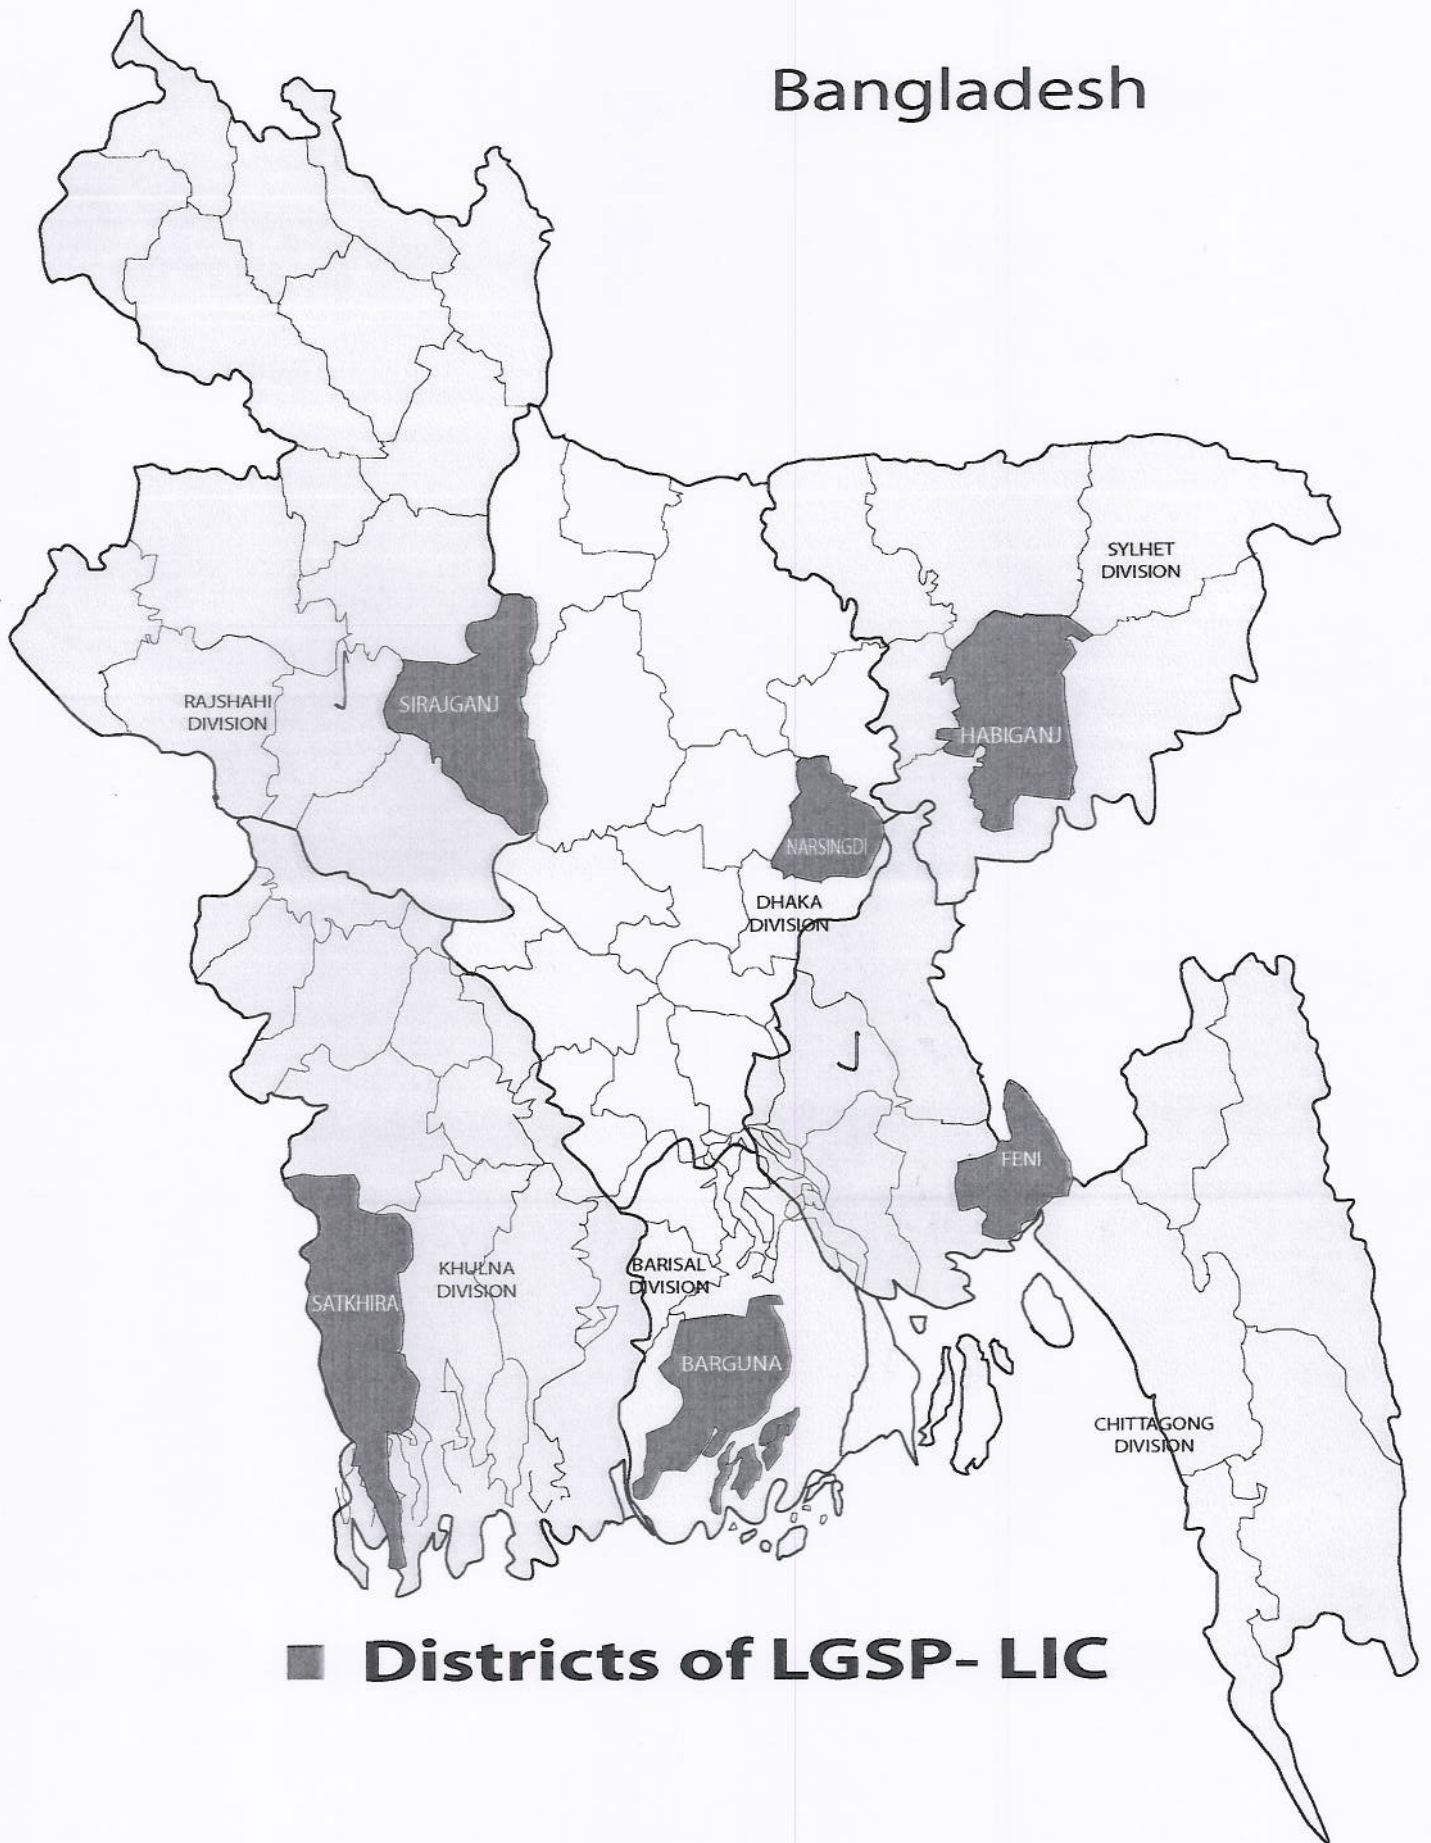 Bangladesh
SYLHET
DIVISION
RAJSHAHI
DIVISION
SIRAJGANJ
HABIGANJ
NARSINGDI
DHAKA
DIVISION
FENI
KHULNA
DIVISION
BARISAL
DIVISION
SATKHIRA
BARGUNA
CHITTAGONG
DIVISION
Districts of LGSP- LIC